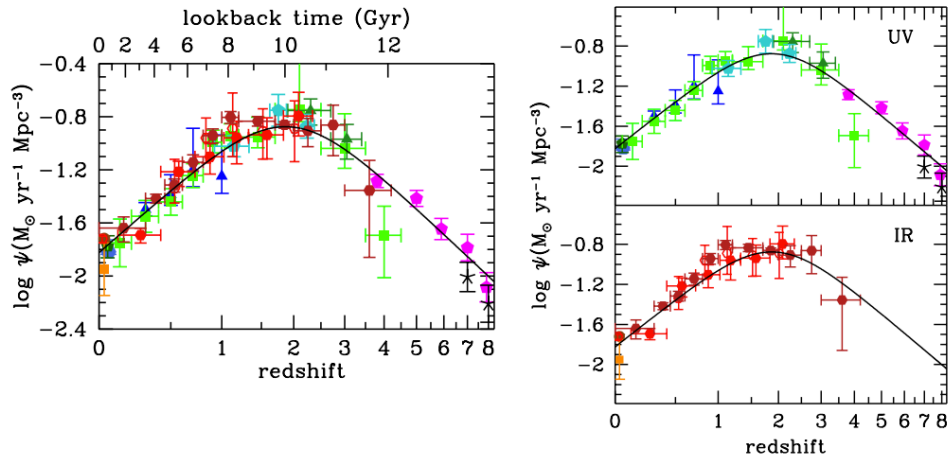 lookback time (Gyr)
0 2 4 6 8 10 12
-0.4
-0.8
-1.2
-1.6
-2
-2.4
log ψ(M⊙ yr⁻¹ Mpc⁻³)
0 1 2 3 4 5 6 7 8
redshift
UV
-0.8
-1.2
-1.6
-2
IR
-0.8
-1.2
-1.6
-2
log ψ(M⊙ yr⁻¹ Mpc⁻³)
0 1 2 3 4 5 6 7 8
redshift